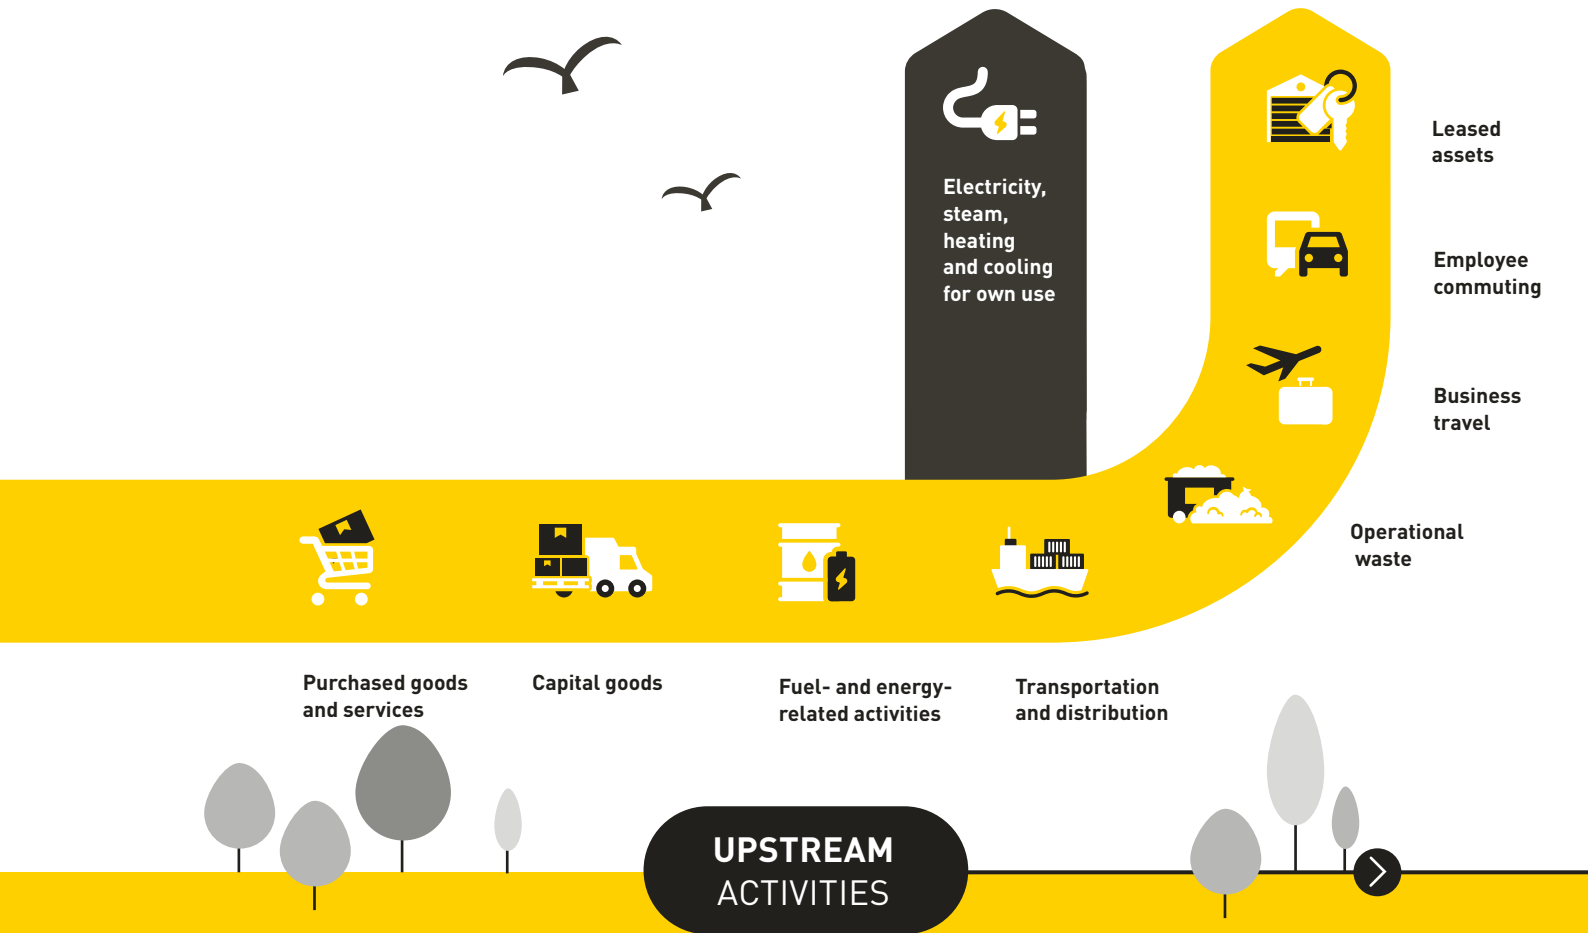 Electricity,
steam,
heating
and cooling
for own use
Leased
assets
Employee
commuting
Business
travel
Operational
waste
Purchased goods
and services
Capital goods
Fuel- and energy-
related activities
Transportation
and distribution
UPSTREAM
ACTIVITIES